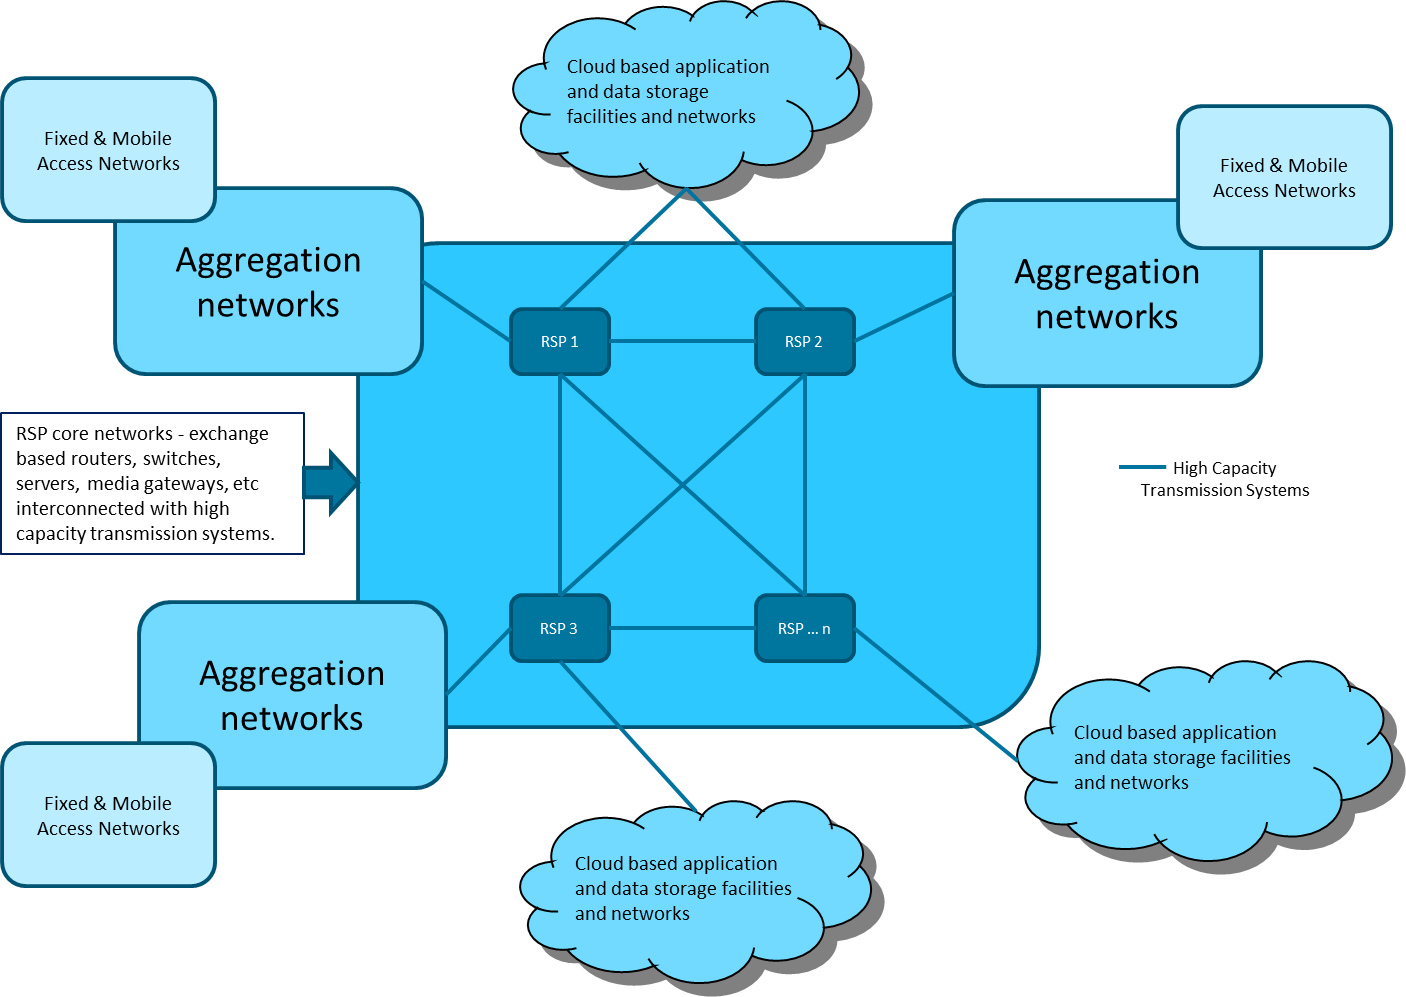 Cloud based application
and data storage
facilities and networks
Fixed & Mobile
Access Networks
Fixed & Mobile
Access Networks
Aggregation
networks
Aggregation
networks
RSP 1
RSP 2
RSP core networks - exchange
based routers, switches,
servers, media gateways, etc
interconnected with high
capacity transmission systems.
High Capacity
Transmission Systems
RSP 3
RSP ... n
Aggregation
networks
Cloud based application
and data storage facilities
and networks
Fixed & Mobile
Access Networks
Cloud based application
and data storage facilities
and networks